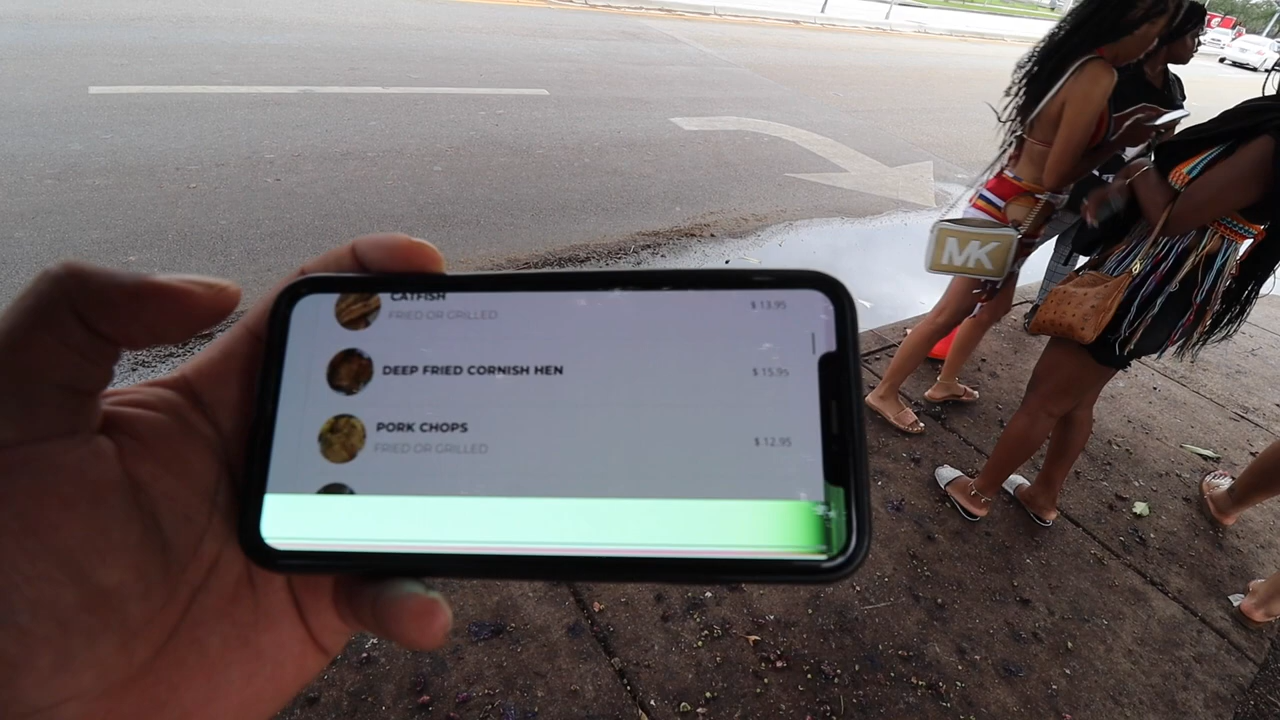 CATFISH
FRIED OR GRILLED
$ 13.95
DEEP FRIED CORNISH HEN
$ 15.95
PORK CHOPS
FRIED OR GRILLED
$ 12.95
MK